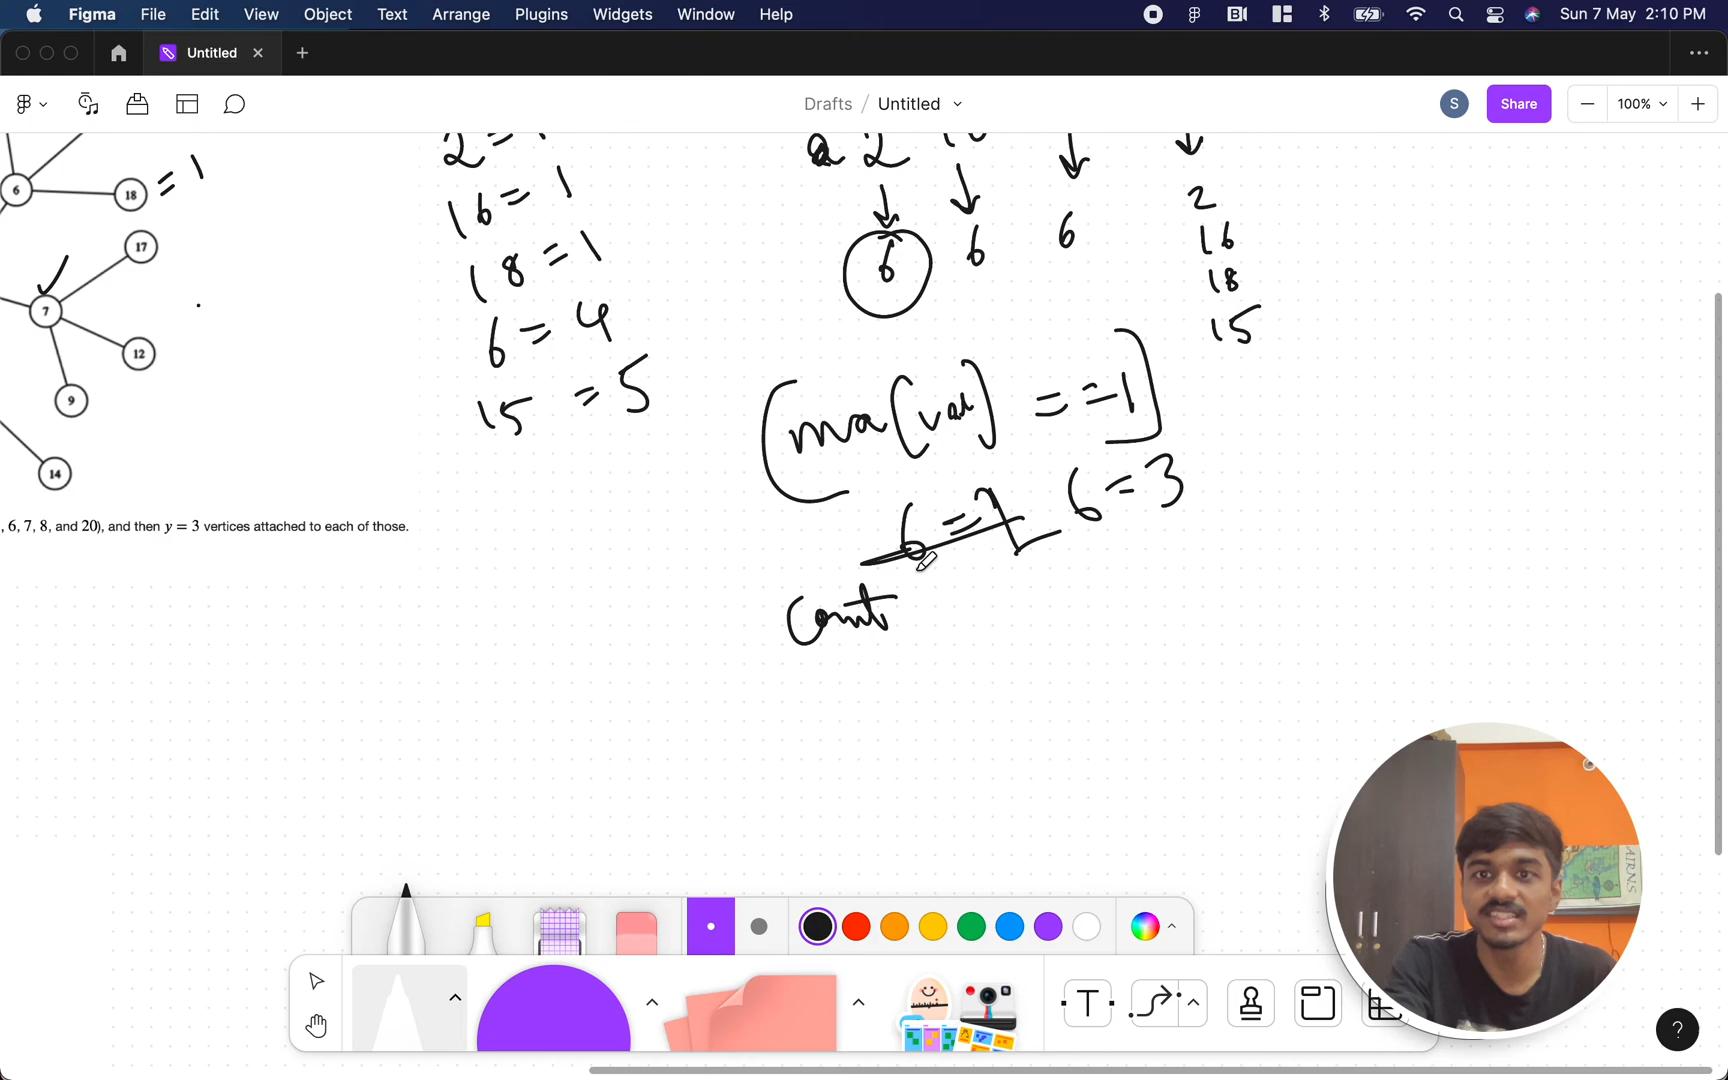 Figma File Edit View Object Text Arrange Plugins Widgets Window Help Sun 7 May 2:10 PM
Untitled
Drafts / Untitled S Share 100%
6
18 = 1
17
7
12
9
14
, 6, 7, 8, and 20), and then y = 3 vertices attached to each of those.
2 =
16 = 1
18 = 1
6 = 4
15 = 5
2
6 6 6
2
16
18
15
(ma[val] == -1]
6 = 3
T
?